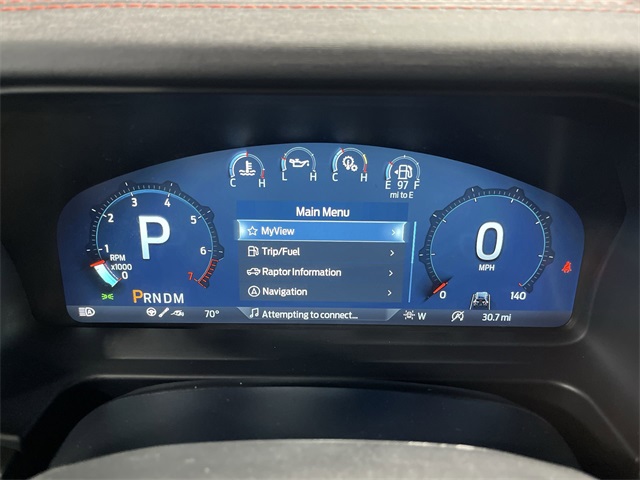 C H L H C H E 97 F
mi to E
Main Menu
MyView
Trip/Fuel
Raptor Information
Navigation
1 2 3 4 5 6 7
P
RPM
x1000
0
PRNDM
0
MPH
0 140
A 70° Attempting to connect... W 30.7 mi